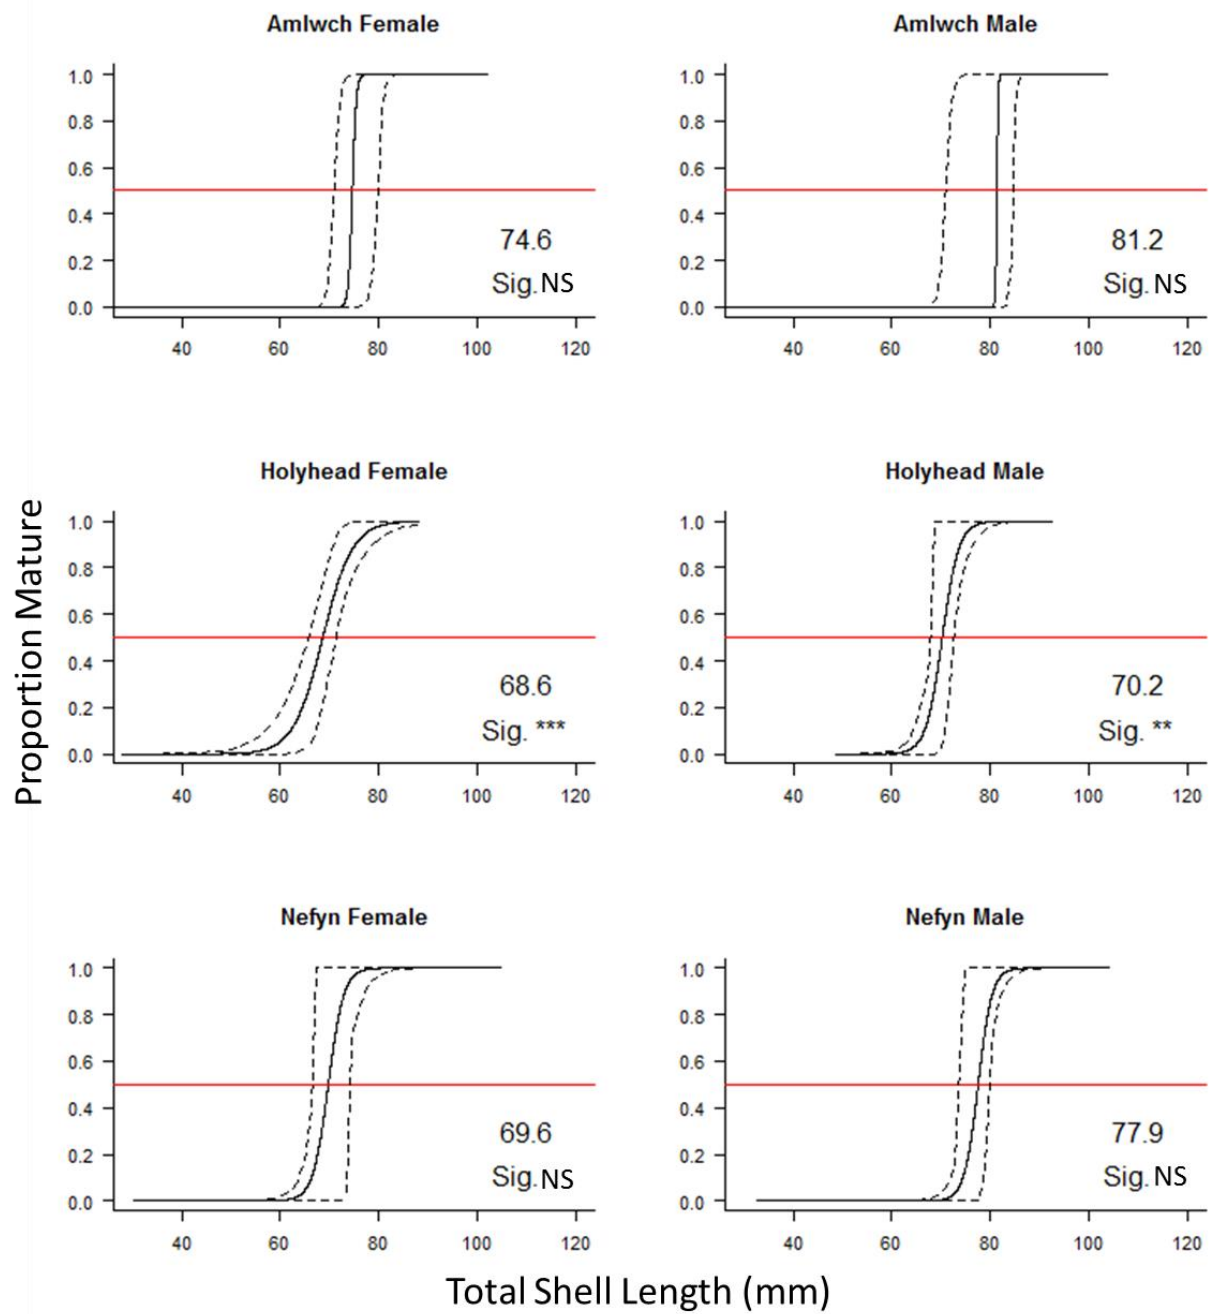 Amlwch Female
1.0
0.8
0.6
0.4
0.2
0.0
74.6
Sig. NS
40 60 80 100 120
Amlwch Male
1.0
0.8
0.6
0.4
0.2
0.0
81.2
Sig. NS
40 60 80 100 120
Proportion Mature
Holyhead Female
1.0
0.8
0.6
0.4
0.2
0.0
68.6
Sig. ***
40 60 80 100 120
Holyhead Male
1.0
0.8
0.6
0.4
0.2
0.0
70.2
Sig. **
40 60 80 100 120
Nefyn Female
1.0
0.8
0.6
0.4
0.2
0.0
69.6
Sig. NS
40 60 80 100 120
Nefyn Male
1.0
0.8
0.6
0.4
0.2
0.0
77.9
Sig. NS
40 60 80 100 120
Total Shell Length (mm)